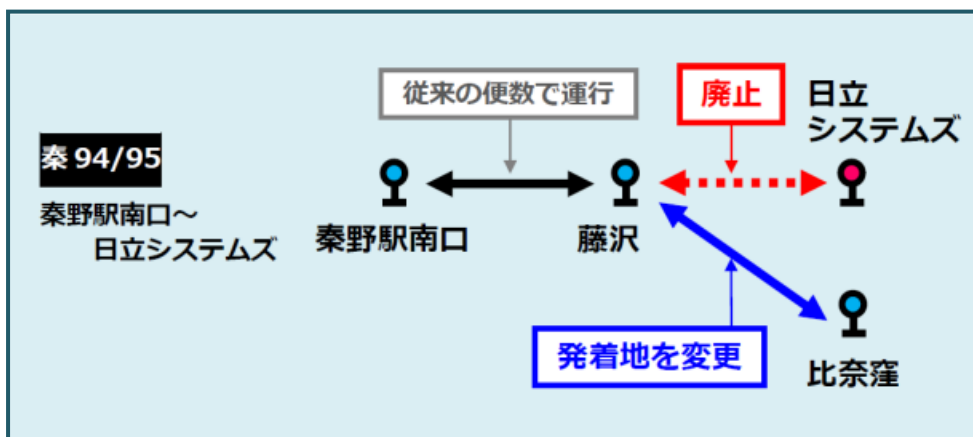 従来の便数で運行
廃止
日立
システムズ
秦 94/95
秦野駅南口～
日立システムズ
秦野駅南口
藤沢
発着地を変更
比奈窪